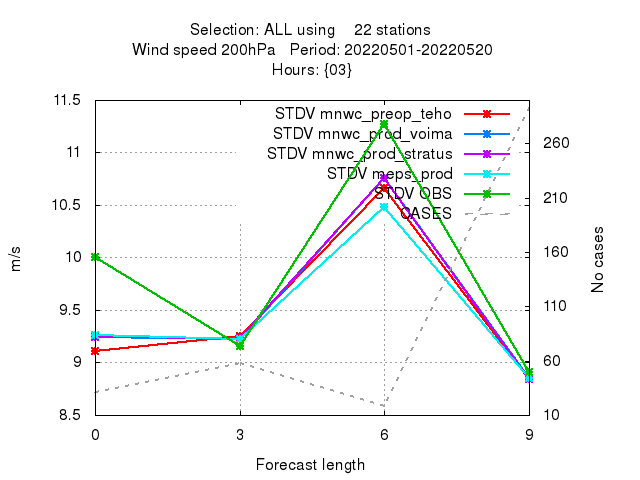 Selection: ALL using 22 stations
Wind speed 200hPa Period: 20220501-20220520
Hours: {03}
11.5
11
10.5
10
9.5
9
8.5
STDV mnwc_preop_teho
STDV mnwc_prod_voima
STDV mnwc_prod_stratus
STDV meps_prod
STDV OBS
CASES
260
210
160
110
60
10
m/s
No cases
0 3 6 9
Forecast length